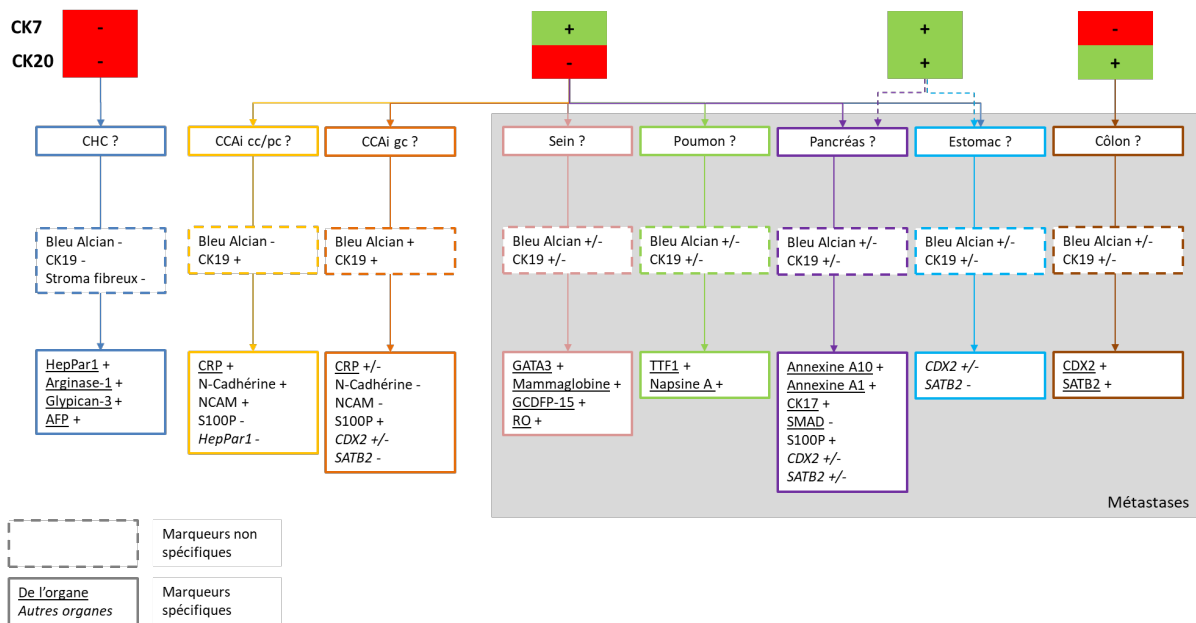 CK7
CK20
-
-
+
-
+
+
-
+
CHC ?
CCAi cc/pc ?
CCAi gc ?
Sein ?
Poumon ?
Pancréas ?
Estomac ?
Côlon ?
Bleu Alcian -
CK19 -
Stroma fibreux -
Bleu Alcian -
CK19 +
Bleu Alcian +
CK19 +
Bleu Alcian +/-
CK19 +/-
Bleu Alcian +/-
CK19 +/-
Bleu Alcian +/-
CK19 +/-
Bleu Alcian +/-
CK19 +/-
Bleu Alcian +/-
CK19 +/-
HepPar1 +
Arginase-1 +
Glypican-3 +
AFP +
CRP +
N-Cadhérine +
NCAM +
S100P -
HepPar1 -
CRP +/-
N-Cadhérine -
NCAM -
S100P +
CDX2 +/-
SATB2 -
GATA3 +
Mammaglobine +
GCDFP-15 +
RO +
TTF1 +
Napsine A +
Annexine A10 +
Annexine A1 +
CK17 +
SMAD -
S100P +
CDX2 +/-
SATB2 +/-
CDX2 +/-
SATB2 -
CDX2 +
SATB2 +
Métastases
Marqueurs non
spécifiques
De l'organe
Autres organes
Marqueurs
spécifiques